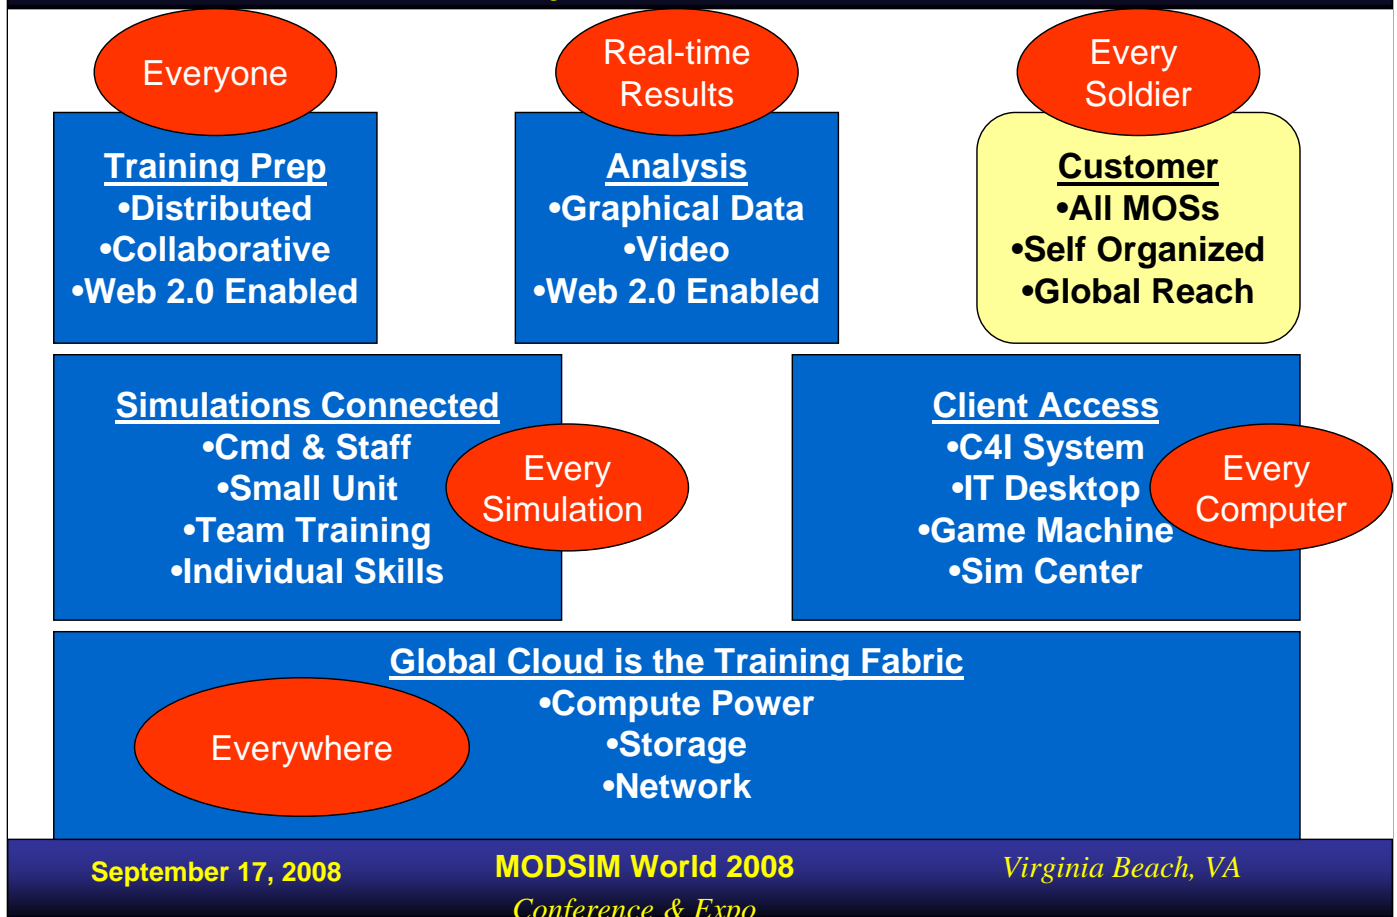 Everyone
Training Prep
•Distributed
•Collaborative
•Web 2.0 Enabled
Real-time
Results
Analysis
•Graphical Data
•Video
•Web 2.0 Enabled
Every
Soldier
Customer
•All MOSs
•Self Organized
•Global Reach
Simulations Connected
•Cmd & Staff
•Small Unit
•Team Training
•Individual Skills
Every
Simulation
Client Access
•C4I System
•IT Desktop
•Game Machine
•Sim Center
Every
Computer
Global Cloud is the Training Fabric
•Compute Power
•Storage
•Network
Everywhere
September 17, 2008
MODSIM World 2008
Conference & Expo
Virginia Beach, VA